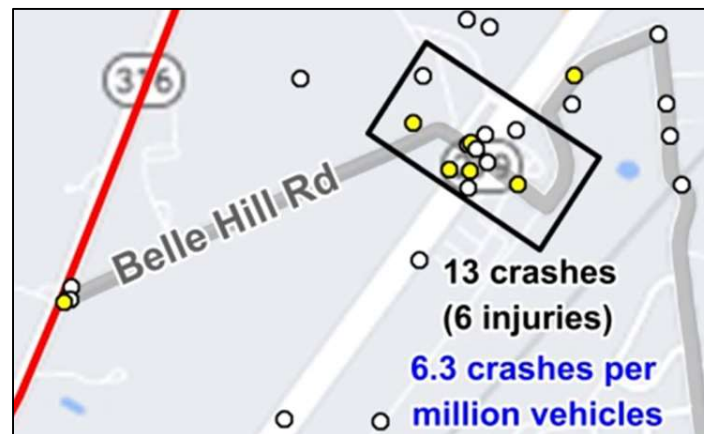 316
Belle Hill Rd
13 crashes
(6 injuries)
6.3 crashes per
million vehicles